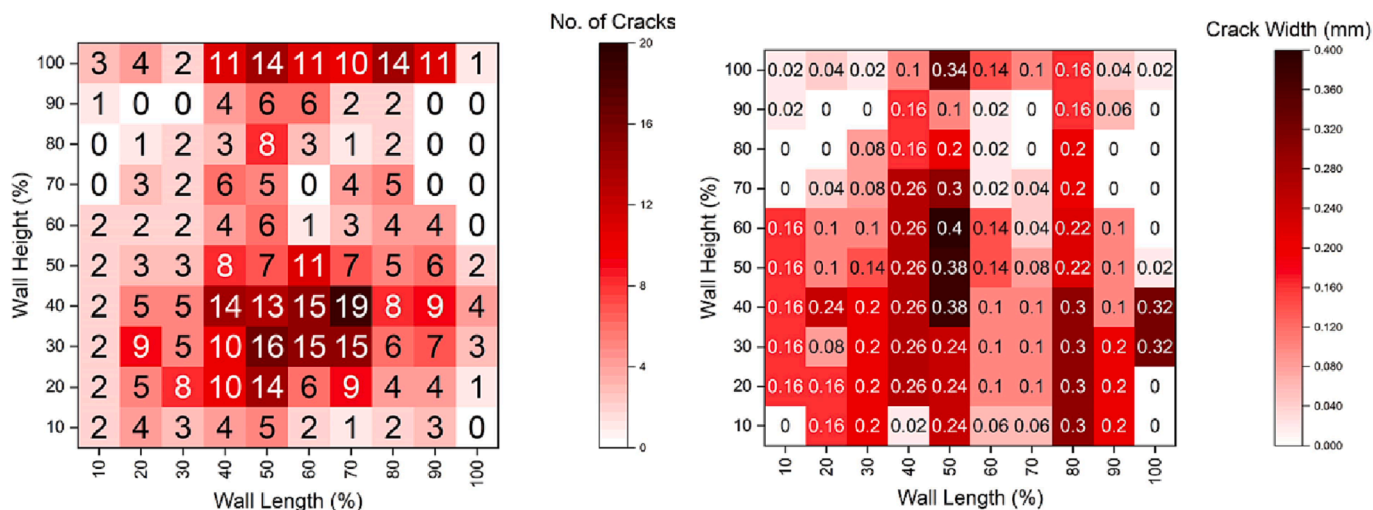 No. of Cracks
100 3 4 2 11 14 11 10 14 11 1
90 1 0 0 4 6 6 2 2 0 0
80 0 1 2 3 8 3 1 2 0 0
70 0 3 2 6 5 0 4 5 0 0
60 2 2 2 4 6 1 3 4 4 0
50 2 3 3 8 7 11 7 5 6 2
40 2 5 5 14 13 15 19 8 9 4
30 2 9 5 10 16 15 15 6 7 3
20 2 5 8 10 14 6 9 4 4 1
10 2 4 3 4 5 2 1 2 3 0
10 20 30 40 50 60 70 80 90 100
Wall Height (%)
Wall Length (%)
20
16
12
8
4
0
Crack Width (mm)
100 0.02 0.04 0.02 0.1 0.34 0.14 0.1 0.16 0.04 0.02
90 0.02 0 0 0.16 0.1 0.02 0 0.16 0.06 0
80 0 0 0.08 0.16 0.2 0.02 0 0.2 0 0
70 0 0.04 0.08 0.26 0.3 0.02 0.04 0.2 0 0
60 0.16 0.1 0.1 0.26 0.4 0.14 0.04 0.22 0.1 0
50 0.16 0.1 0.14 0.26 0.38 0.14 0.08 0.22 0.1 0.02
40 0.16 0.24 0.2 0.26 0.38 0.1 0.1 0.3 0.1 0.32
30 0.16 0.08 0.2 0.26 0.24 0.1 0.1 0.3 0.2 0.32
20 0.16 0.16 0.2 0.26 0.24 0.1 0.1 0.3 0.2 0
10 0 0.16 0.2 0.02 0.24 0.06 0.06 0.3 0.2 0
10 20 30 40 50 60 70 80 90 100
Wall Height (%)
Wall Length (%)
0.400
0.360
0.320
0.280
0.240
0.200
0.160
0.120
0.080
0.040
0.000